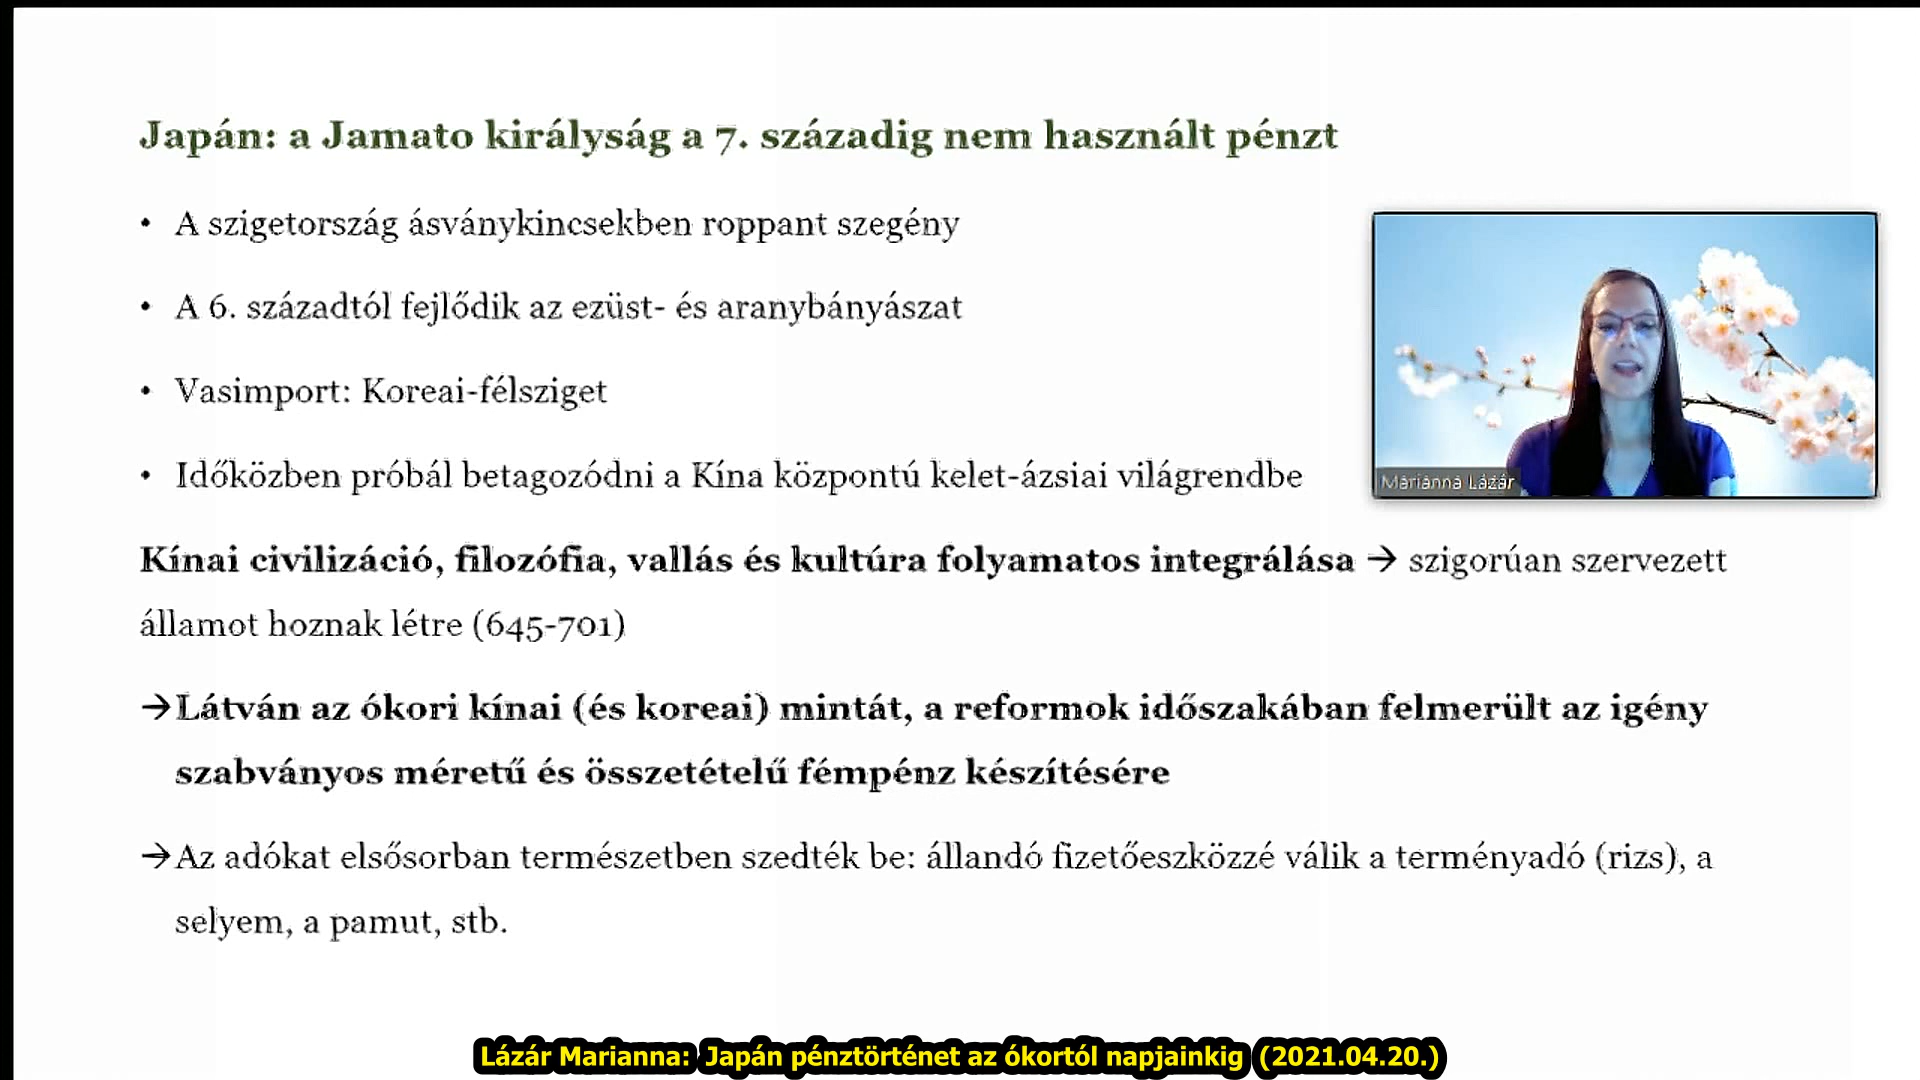 Japán: a Jamato királyság a 7. századig nem használt pénzt
• A szigetország ásványkincsekben roppant szegény
• A 6. századtól fejlődik az ezüst- és aranybányászat
• Vasimport: Koreai-félsziget
• Időközben próbál betagozódni a Kína központú kelet-ázsiai világrendbe
Marianna Lázár
Kínai civilizáció, filozófia, vallás és kultúra folyamatos integrálása → szigorúan szervezett
államot hoznak létre (645-701)
→Látván az ókori kínai (és koreai) mintát, a reformok időszakában felmerült az igény
szabványos méretű és összetételű fémpénz készítésére
→Az adókat elsősorban természetben szedték be: állandó fizetőeszközzé válik a terményadó (rizs), a
selyem, a pamut, stb.
Lázár Marianna: Japán pénztörténet az ókortól napjainkig (2021.04.20.)